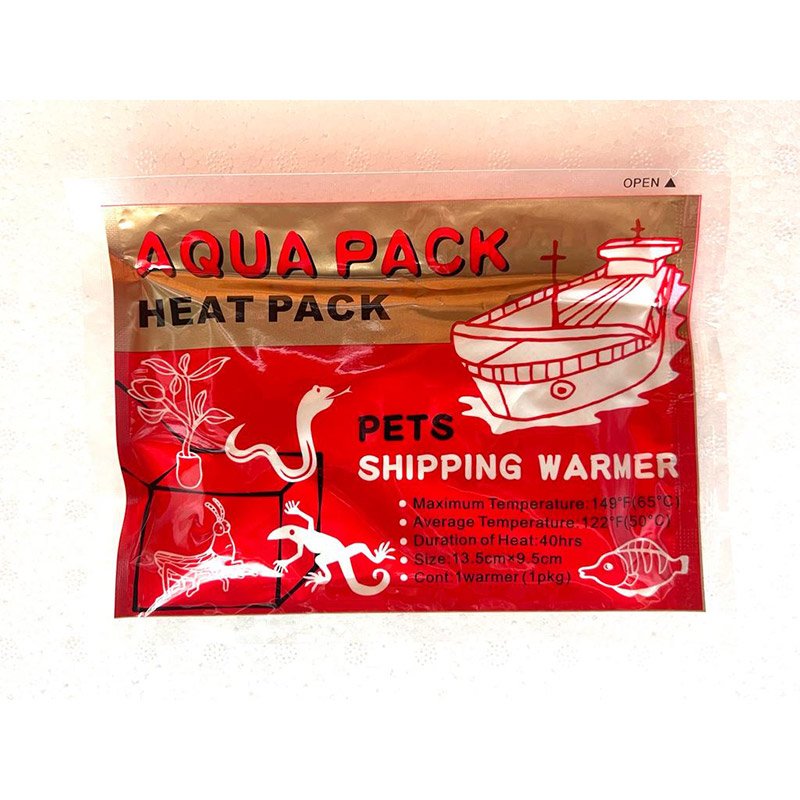 OPEN ▲
AQUA PACK
HEAT PACK
PETS
SHIPPING WARMER
• Maximum Temperature: 149°F(65°C)
• Average Temperature: 122°F(50°C)
• Duration of Heat: 40hrs
• Size: 13.5cm×9.5cm
• Cont: 1warmer (1pkg)